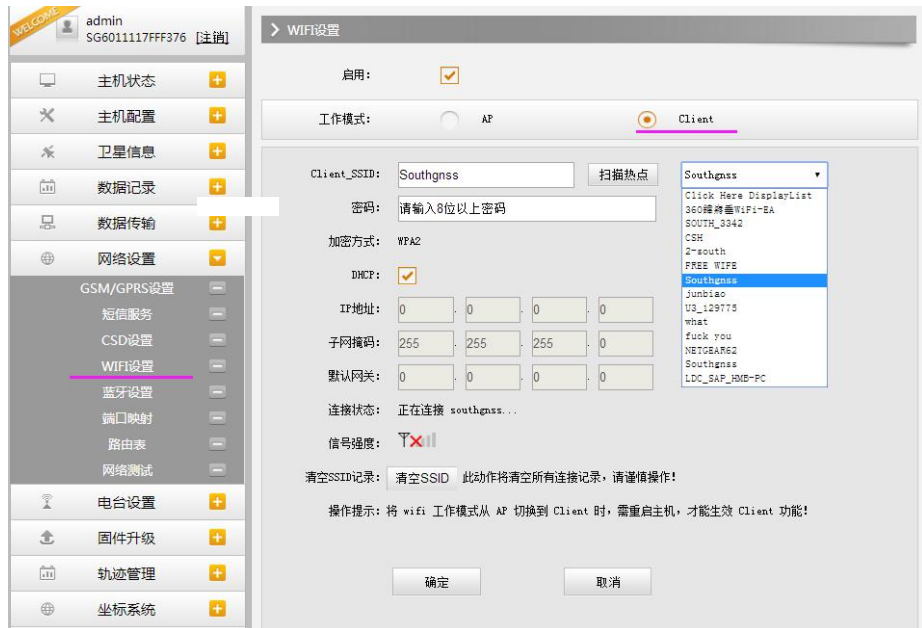 WELCOME
admin
SG6011117FFF376 [注销]
主机状态
主机配置
卫星信息
数据记录
数据传输
网络设置
GSM/GPRS设置
短信服务
CSD设置
WIFI设置
蓝牙设置
端口映射
路由表
网络测试
电台设置
固件升级
轨迹管理
坐标系统
WIFI设置
启用：
工作模式： AP Client
Client_SSID: Southgnss 扫描热点 Southgnss
密码： 请输入8位以上密码
加密方式： WPA2
DHCP:
IP地址: 0 . 0 . 0 . 0
子网掩码: 255 . 255 . 255 . 0
默认网关: 0 . 0 . 0 . 0
连接状态： 正在连接 southgnss...
信号强度:
清空SSID记录： 清空SSID 此动作将清空所有连接记录，请谨慎操作!
操作提示: 将 wifi 工作模式从 AP 切换到 Client 时，需重启主机，才能生效 Client 功能!
确定 取消
Click Here DisplayList
SOUTH_3342
CSH
2-south
FREE WIFE
Southgnss
junbiao
U3_129775
what
fuck you
NETGEAR62
Southgnss
LDC_SAP_HMB-PC